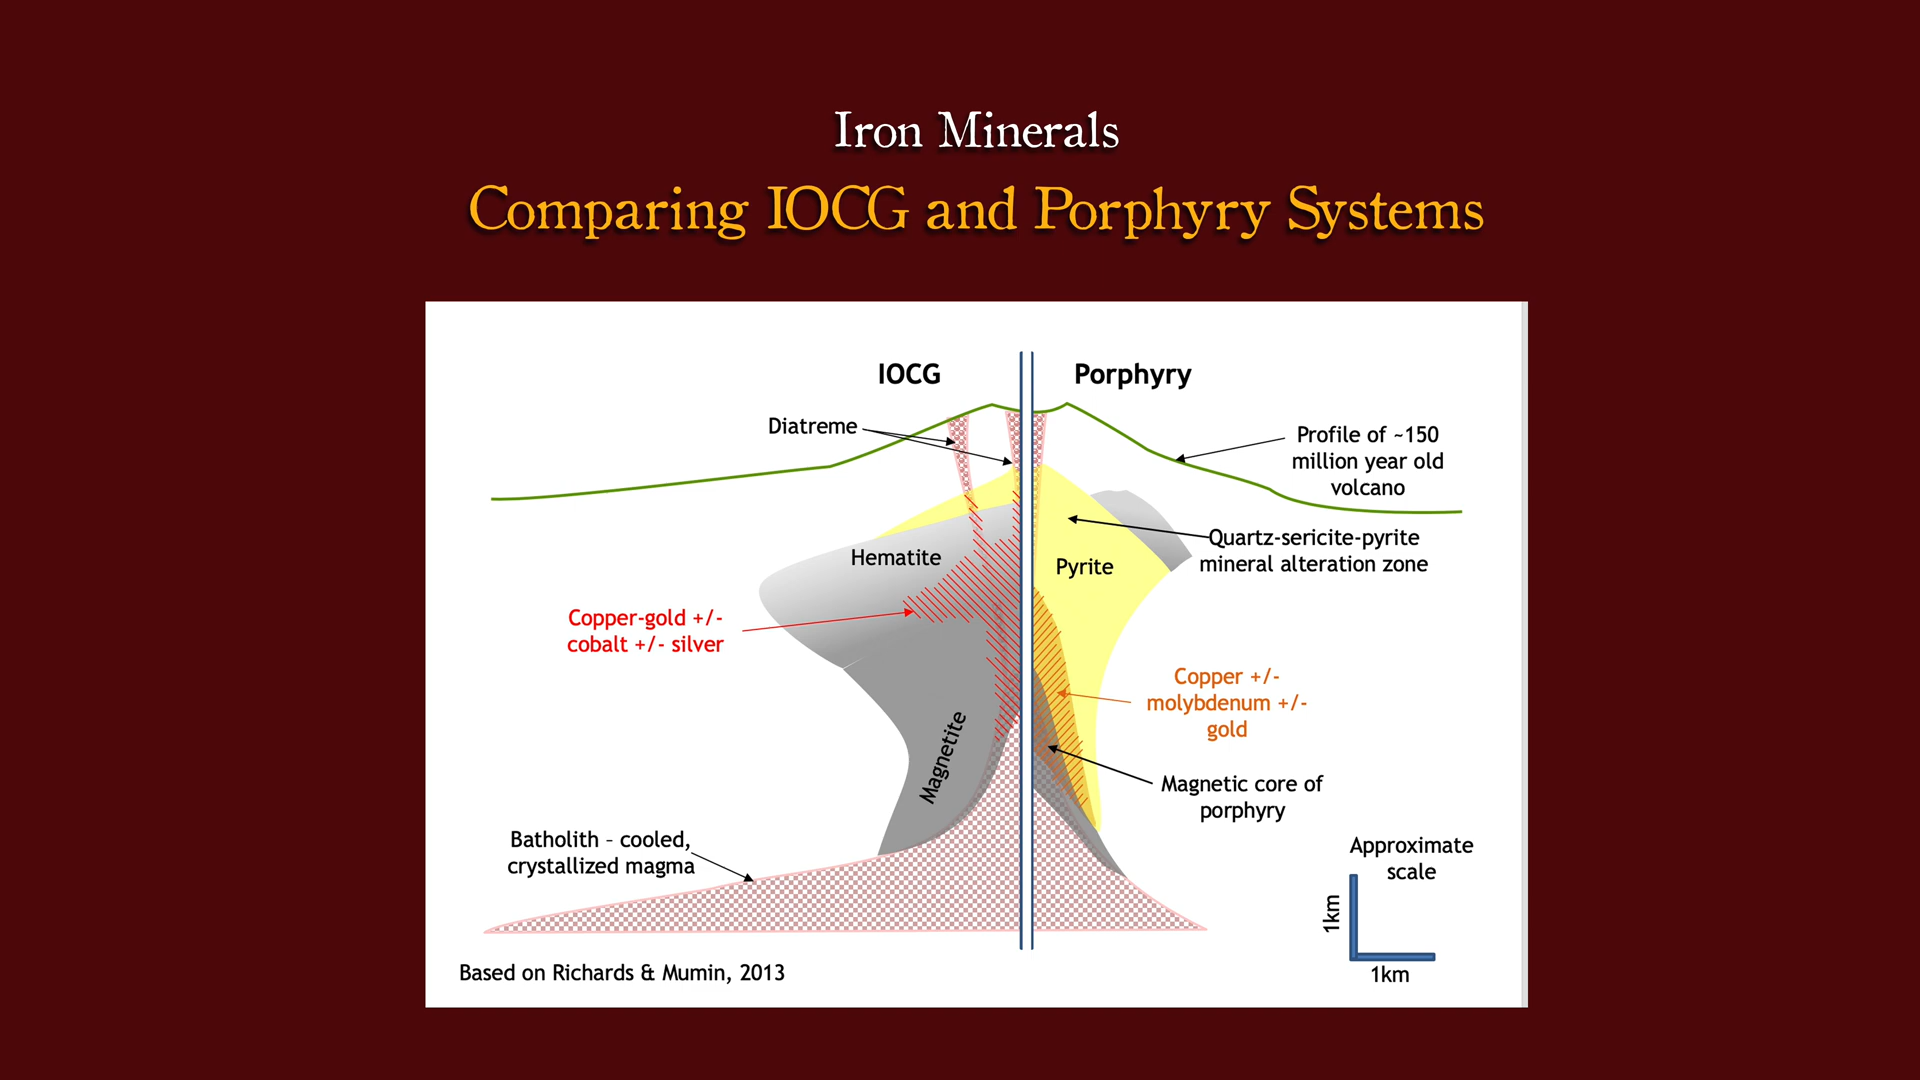 Iron Minerals
Comparing IOCG and Porphyry Systems
IOCG
Porphyry
Diatreme
Profile of ~150
million year old
volcano
Quartz-sericite-pyrite
mineral alteration zone
Hematite
Pyrite
Copper-gold +/-
cobalt +/- silver
Copper +/-
molybdenum +/-
gold
Magnetite
Magnetic core of
porphyry
Batholith – cooled,
crystallized magma
Approximate
scale
1km
1km
Based on Richards & Mumin, 2013